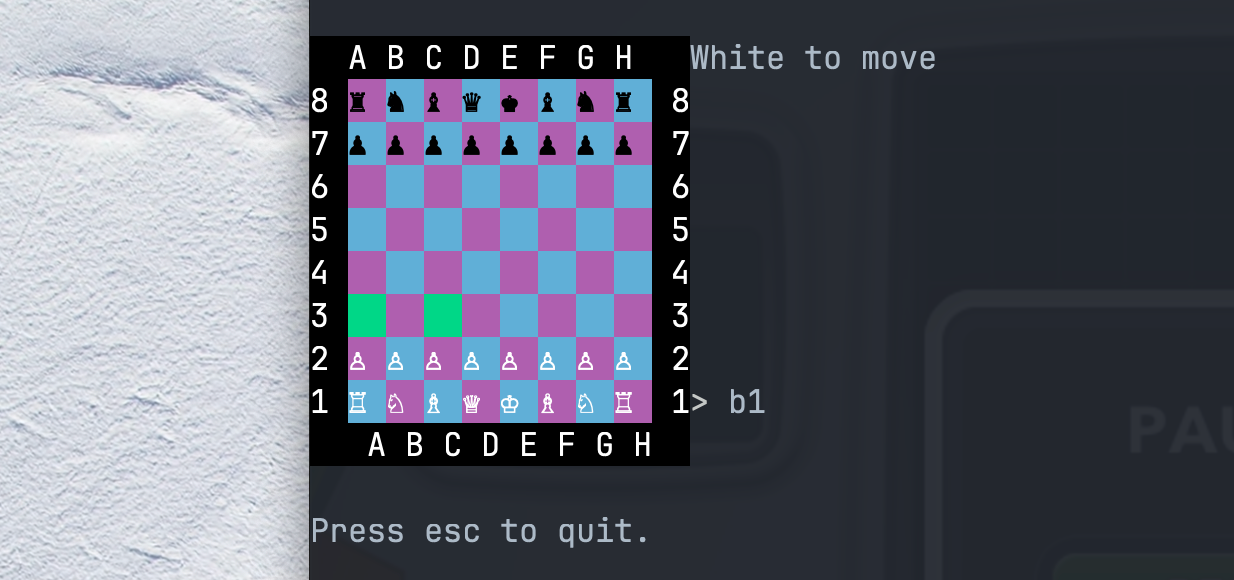 A B C D E F G H White to move
8 ♜ ♞ ♝ ♛ ♚ ♝ ♞ ♜ 8
7 ♟ ♟ ♟ ♟ ♟ ♟ ♟ ♟ 7
6 6
5 5
4 4
3 3
2 ♙ ♙ ♙ ♙ ♙ ♙ ♙ ♙ 2
1 ♖ ♘ ♗ ♕ ♔ ♗ ♘ ♖ 1> b1
A B C D E F G H
Press esc to quit.